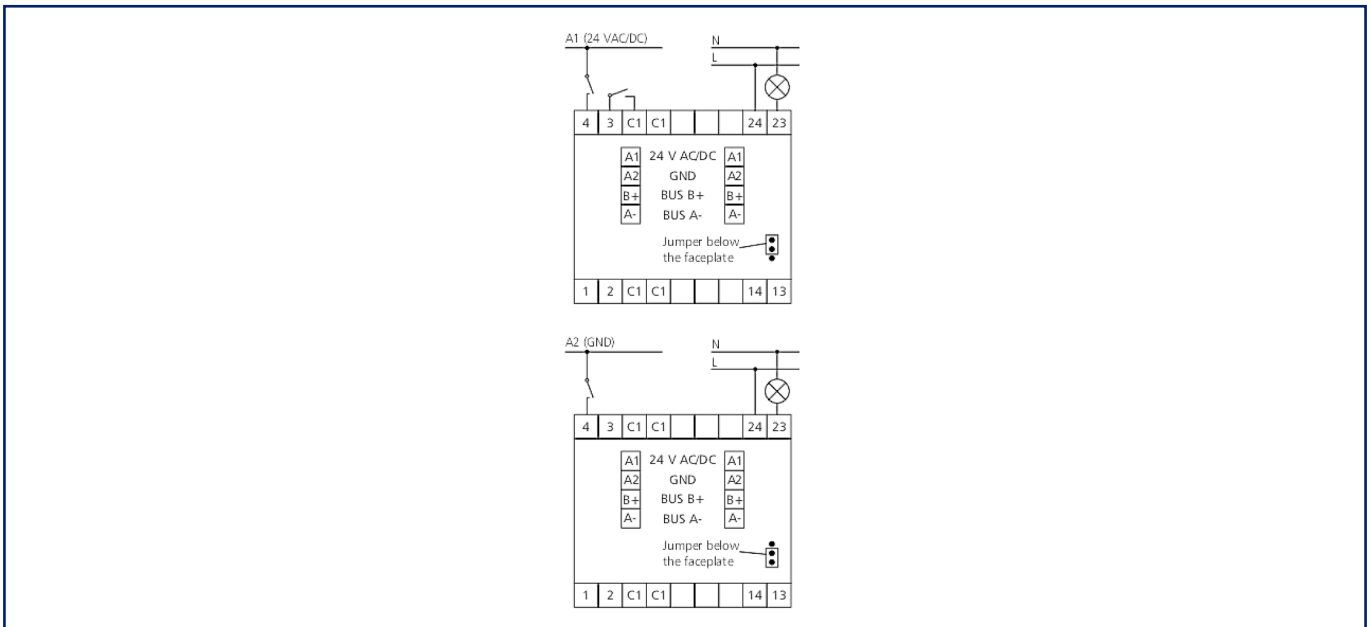 A1 (24 VAC/DC)
N
L
4 3 C1 C1 24 23
A1 24 V AC/DC A1
A2 GND A2
B+ BUS B+ B+
A- BUS A- A-
Jumper below
the faceplate
1 2 C1 C1 14 13
A2 (GND)
N
L
4 3 C1 C1 24 23
A1 24 V AC/DC A1
A2 GND A2
B+ BUS B+ B+
A- BUS A- A-
Jumper below
the faceplate
1 2 C1 C1 14 13